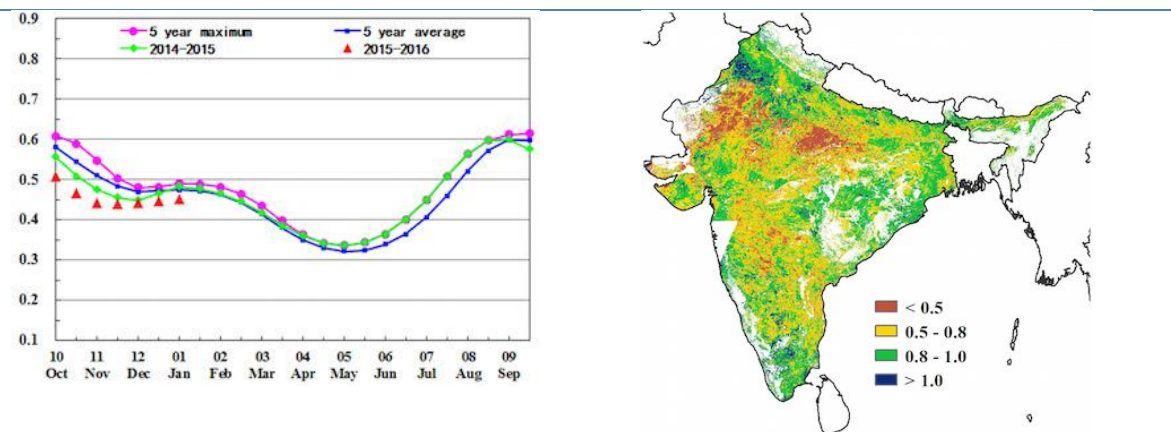 0.9
5 year maximum 5 year average
2014-2015 2015-2016
0.8
0.7
0.6
0.5
0.4
0.3
0.2
0.1
10 11 12 01 02 03 04 05 06 07 08 09
Oct Nov Dec Jan Feb Mar Apr May Jun Jul Aug Sep
< 0.5
0.5 - 0.8
0.8 - 1.0
> 1.0